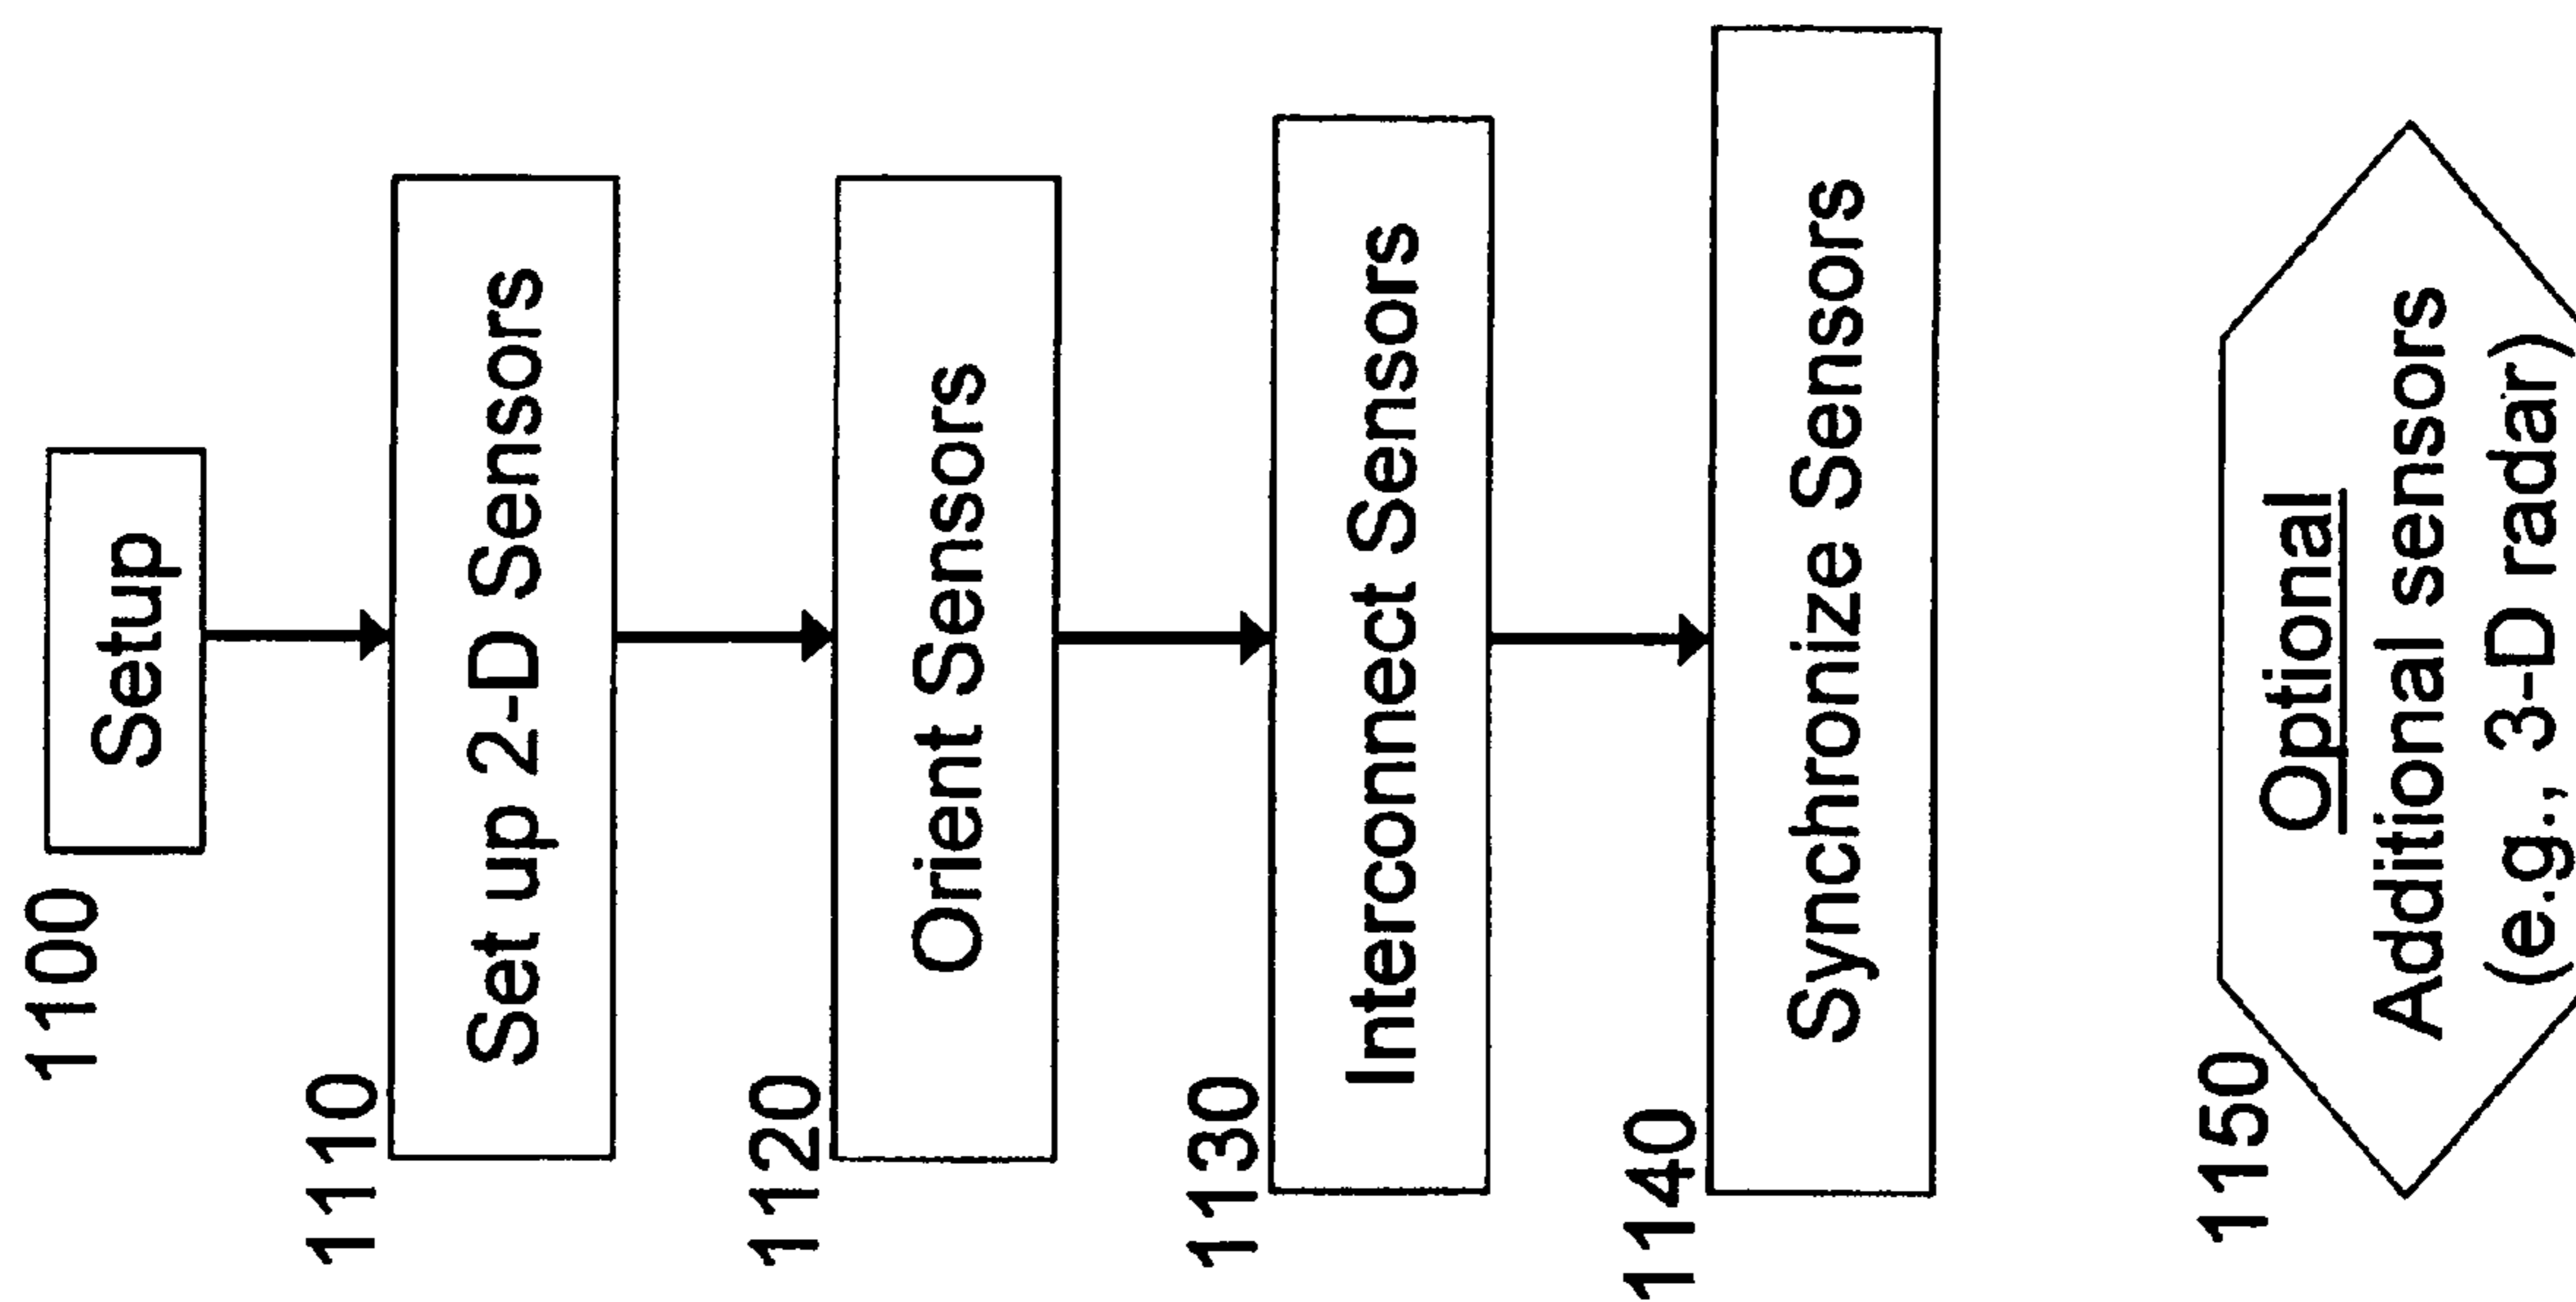 1100
Setup
1110
Set up 2-D Sensors
1120
Orient Sensors
1130
Interconnect Sensors
1140
Synchronize Sensors
1150
Optional
Additional sensors
(e.g., 3-D radar)